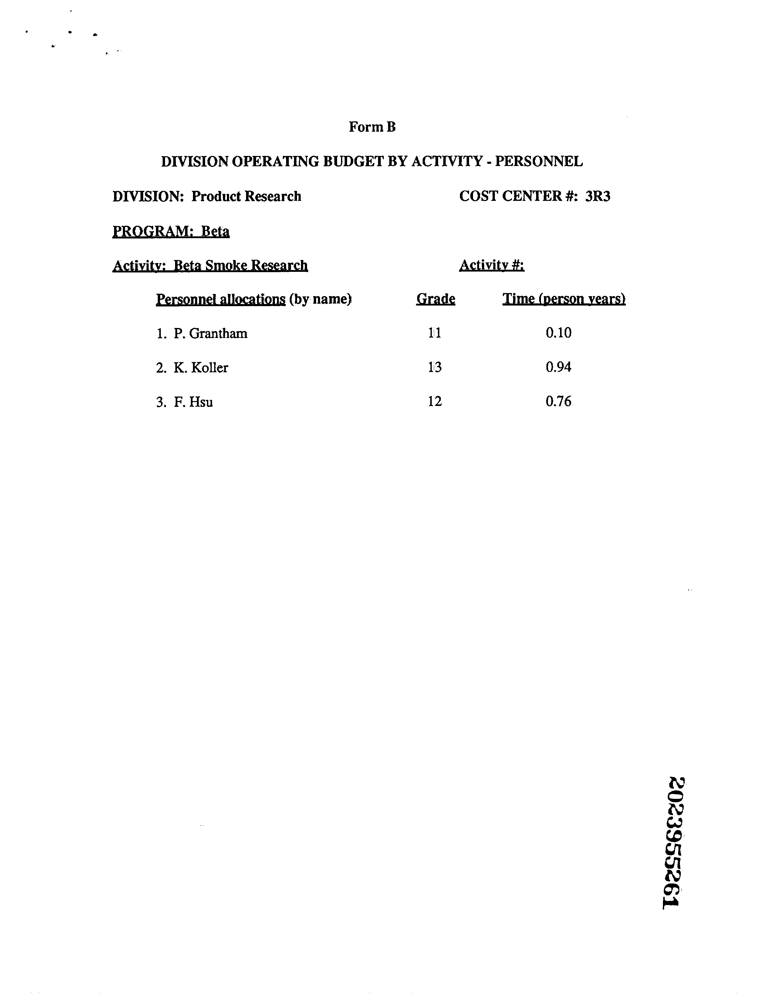 Form B
DIVISION OPERATING BUDGET BY ACTIVITY - PERSONNEL
DIVISION: Product Research COST CENTER #: 3R3
PROGRAM: Beta
Activity: Beta Smoke Research Activity #:
Personnel allocations (by name) Grade Time (person years)
1. P. Grantham 11 0.10
2. K. Koller 13 0.94
3. F. Hsu 12 0.76
2023955261